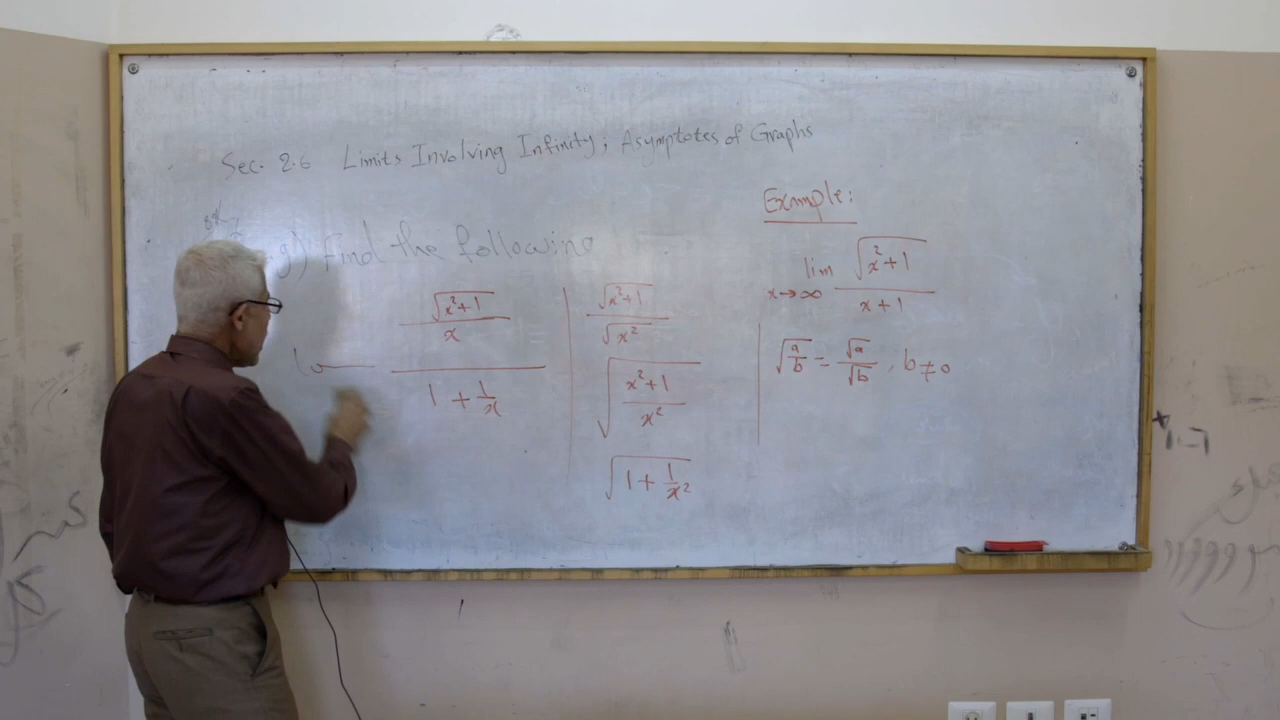 Sec. 2.6 Limits Involving Infinity; Asymptotes of Graphs
g) Find the following
Example:
lim x→∞ √(x²+1) / (x+1)
(√(x²+1) / x) / (1 + 1/x)
√(x²+1) / √(x²)
√((x²+1) / x²)
√(1 + 1/x²)
√(a/b) = √a / √b , b≠0